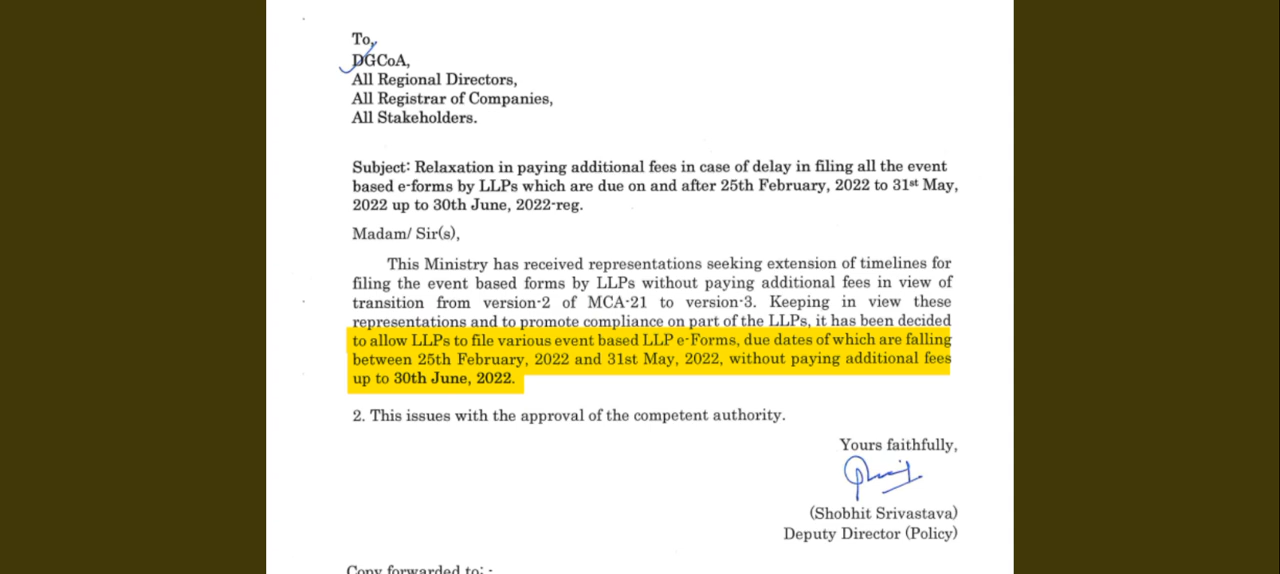 To,
DGCoA,
All Regional Directors,
All Registrar of Companies,
All Stakeholders.
Subject: Relaxation in paying additional fees in case of delay in filing all the event
based e-forms by LLPs which are due on and after 25th February, 2022 to 31st May,
2022 up to 30th June, 2022-reg.
Madam/ Sir(s),
This Ministry has received representations seeking extension of timelines for
filing the event based forms by LLPs without paying additional fees in view of
transition from version-2 of MCA-21 to version-3. Keeping in view these
representations and to promote compliance on part of the LLPs, it has been decided
to allow LLPs to file various event based LLP e-Forms, due dates of which are falling
between 25th February, 2022 and 31st May, 2022, without paying additional fees
up to 30th June, 2022.
2. This issues with the approval of the competent authority.
Yours faithfully,
(Shobhit Srivastava)
Deputy Director (Policy)
Copy forwarded to: -